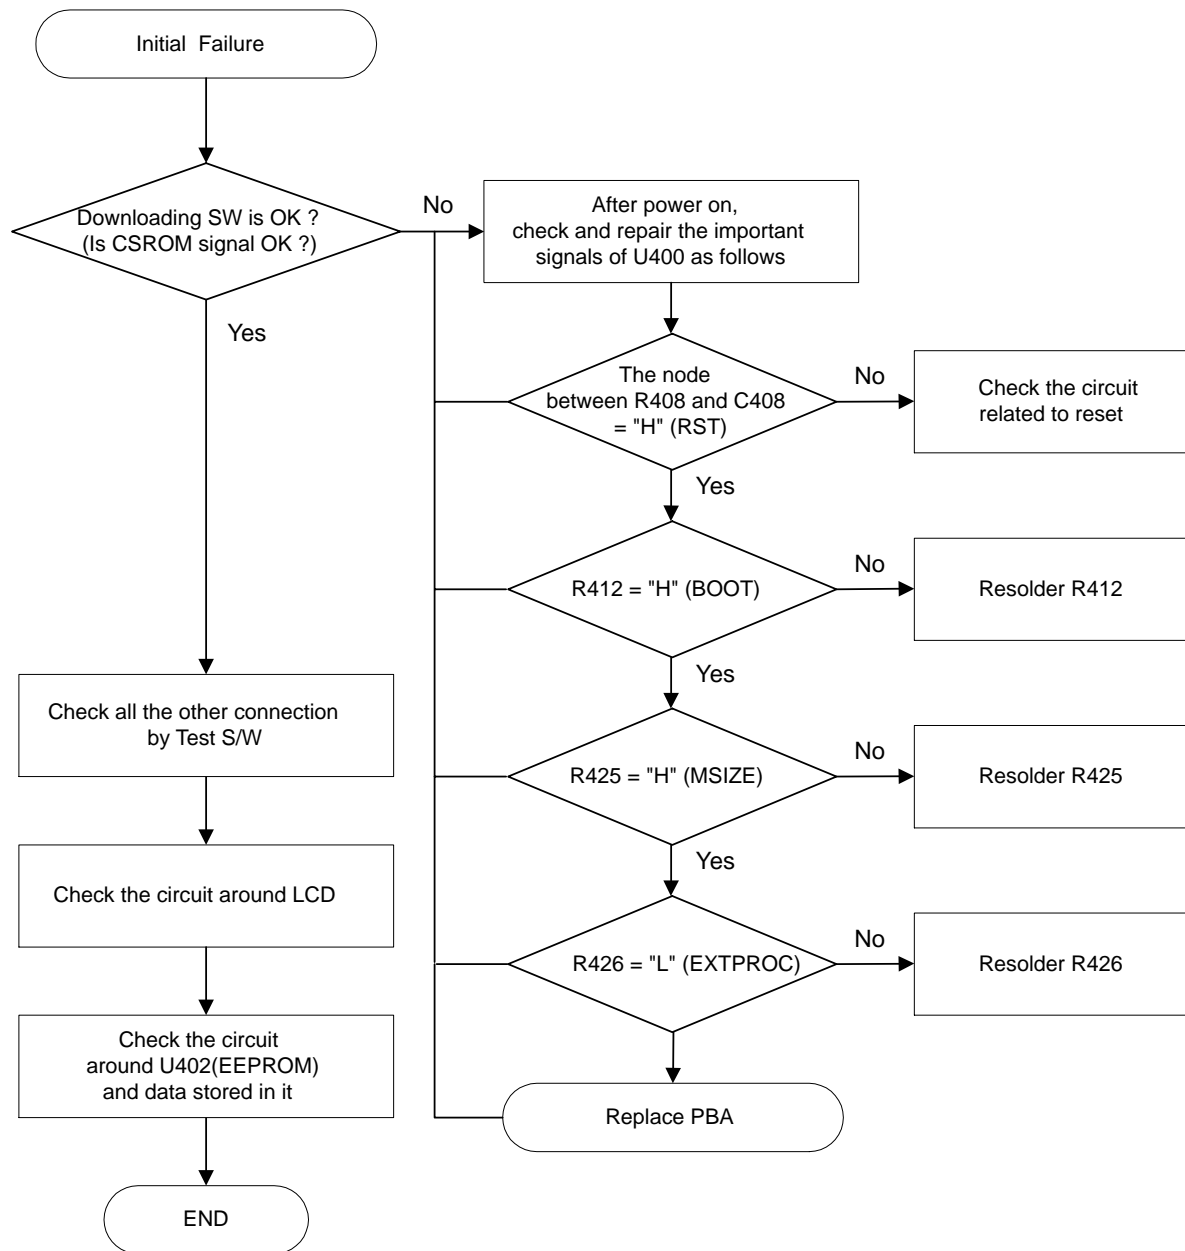 Initial Failure
Downloading SW is OK ?
(Is CSROM signal OK ?)
No
After power on,
check and repair the important
signals of U400 as follows
Yes
The node
between R408 and C408
= "H" (RST)
No
Check the circuit
related to reset
Yes
R412 = "H" (BOOT)
No
Resolder R412
Yes
Check all the other connection
by Test S/W
R425 = "H" (MSIZE)
No
Resolder R425
Yes
Check the circuit around LCD
R426 = "L" (EXTPROC)
No
Resolder R426
Check the circuit
around U402(EEPROM)
and data stored in it
Replace PBA
END